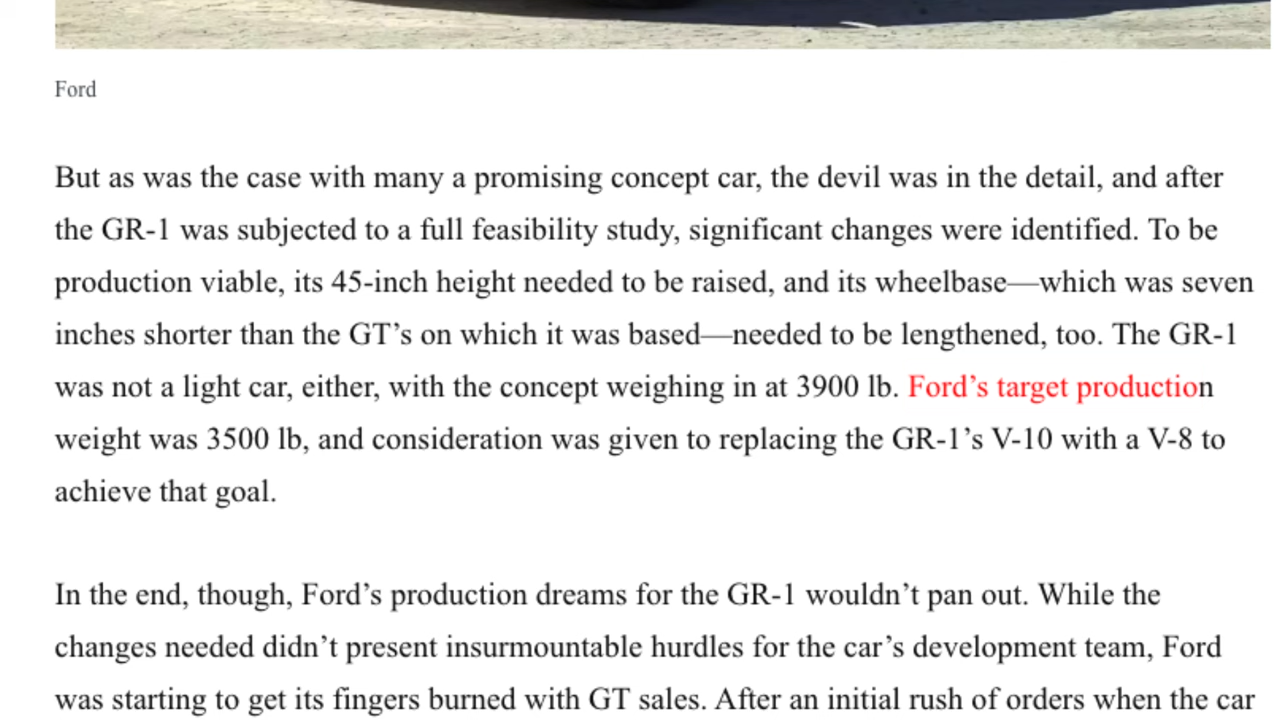 Ford
But as was the case with many a promising concept car, the devil was in the detail, and after
the GR-1 was subjected to a full feasibility study, significant changes were identified. To be
production viable, its 45-inch height needed to be raised, and its wheelbase—which was seven
inches shorter than the GT’s on which it was based—needed to be lengthened, too. The GR-1
was not a light car, either, with the concept weighing in at 3900 lb. Ford’s target production
weight was 3500 lb, and consideration was given to replacing the GR-1’s V-10 with a V-8 to
achieve that goal.
In the end, though, Ford’s production dreams for the GR-1 wouldn’t pan out. While the
changes needed didn’t present insurmountable hurdles for the car’s development team, Ford
was starting to get its fingers burned with GT sales. After an initial rush of orders when the car